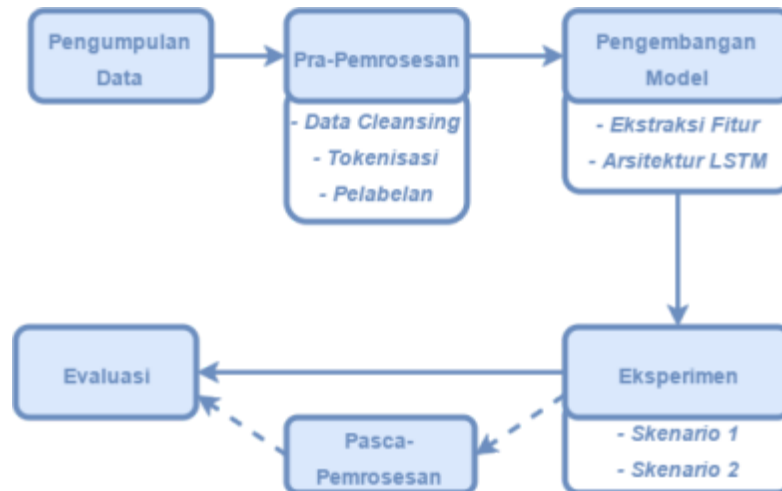 Pengumpulan
Data
Pra-Pemrosesan
- Data Cleansing
- Tokenisasi
- Pelabelan
Pengembangan
Model
- Ekstraksi Fitur
- Arsitektur LSTM
Eksperimen
- Skenario 1
- Skenario 2
Pasca-
Pemrosesan
Evaluasi